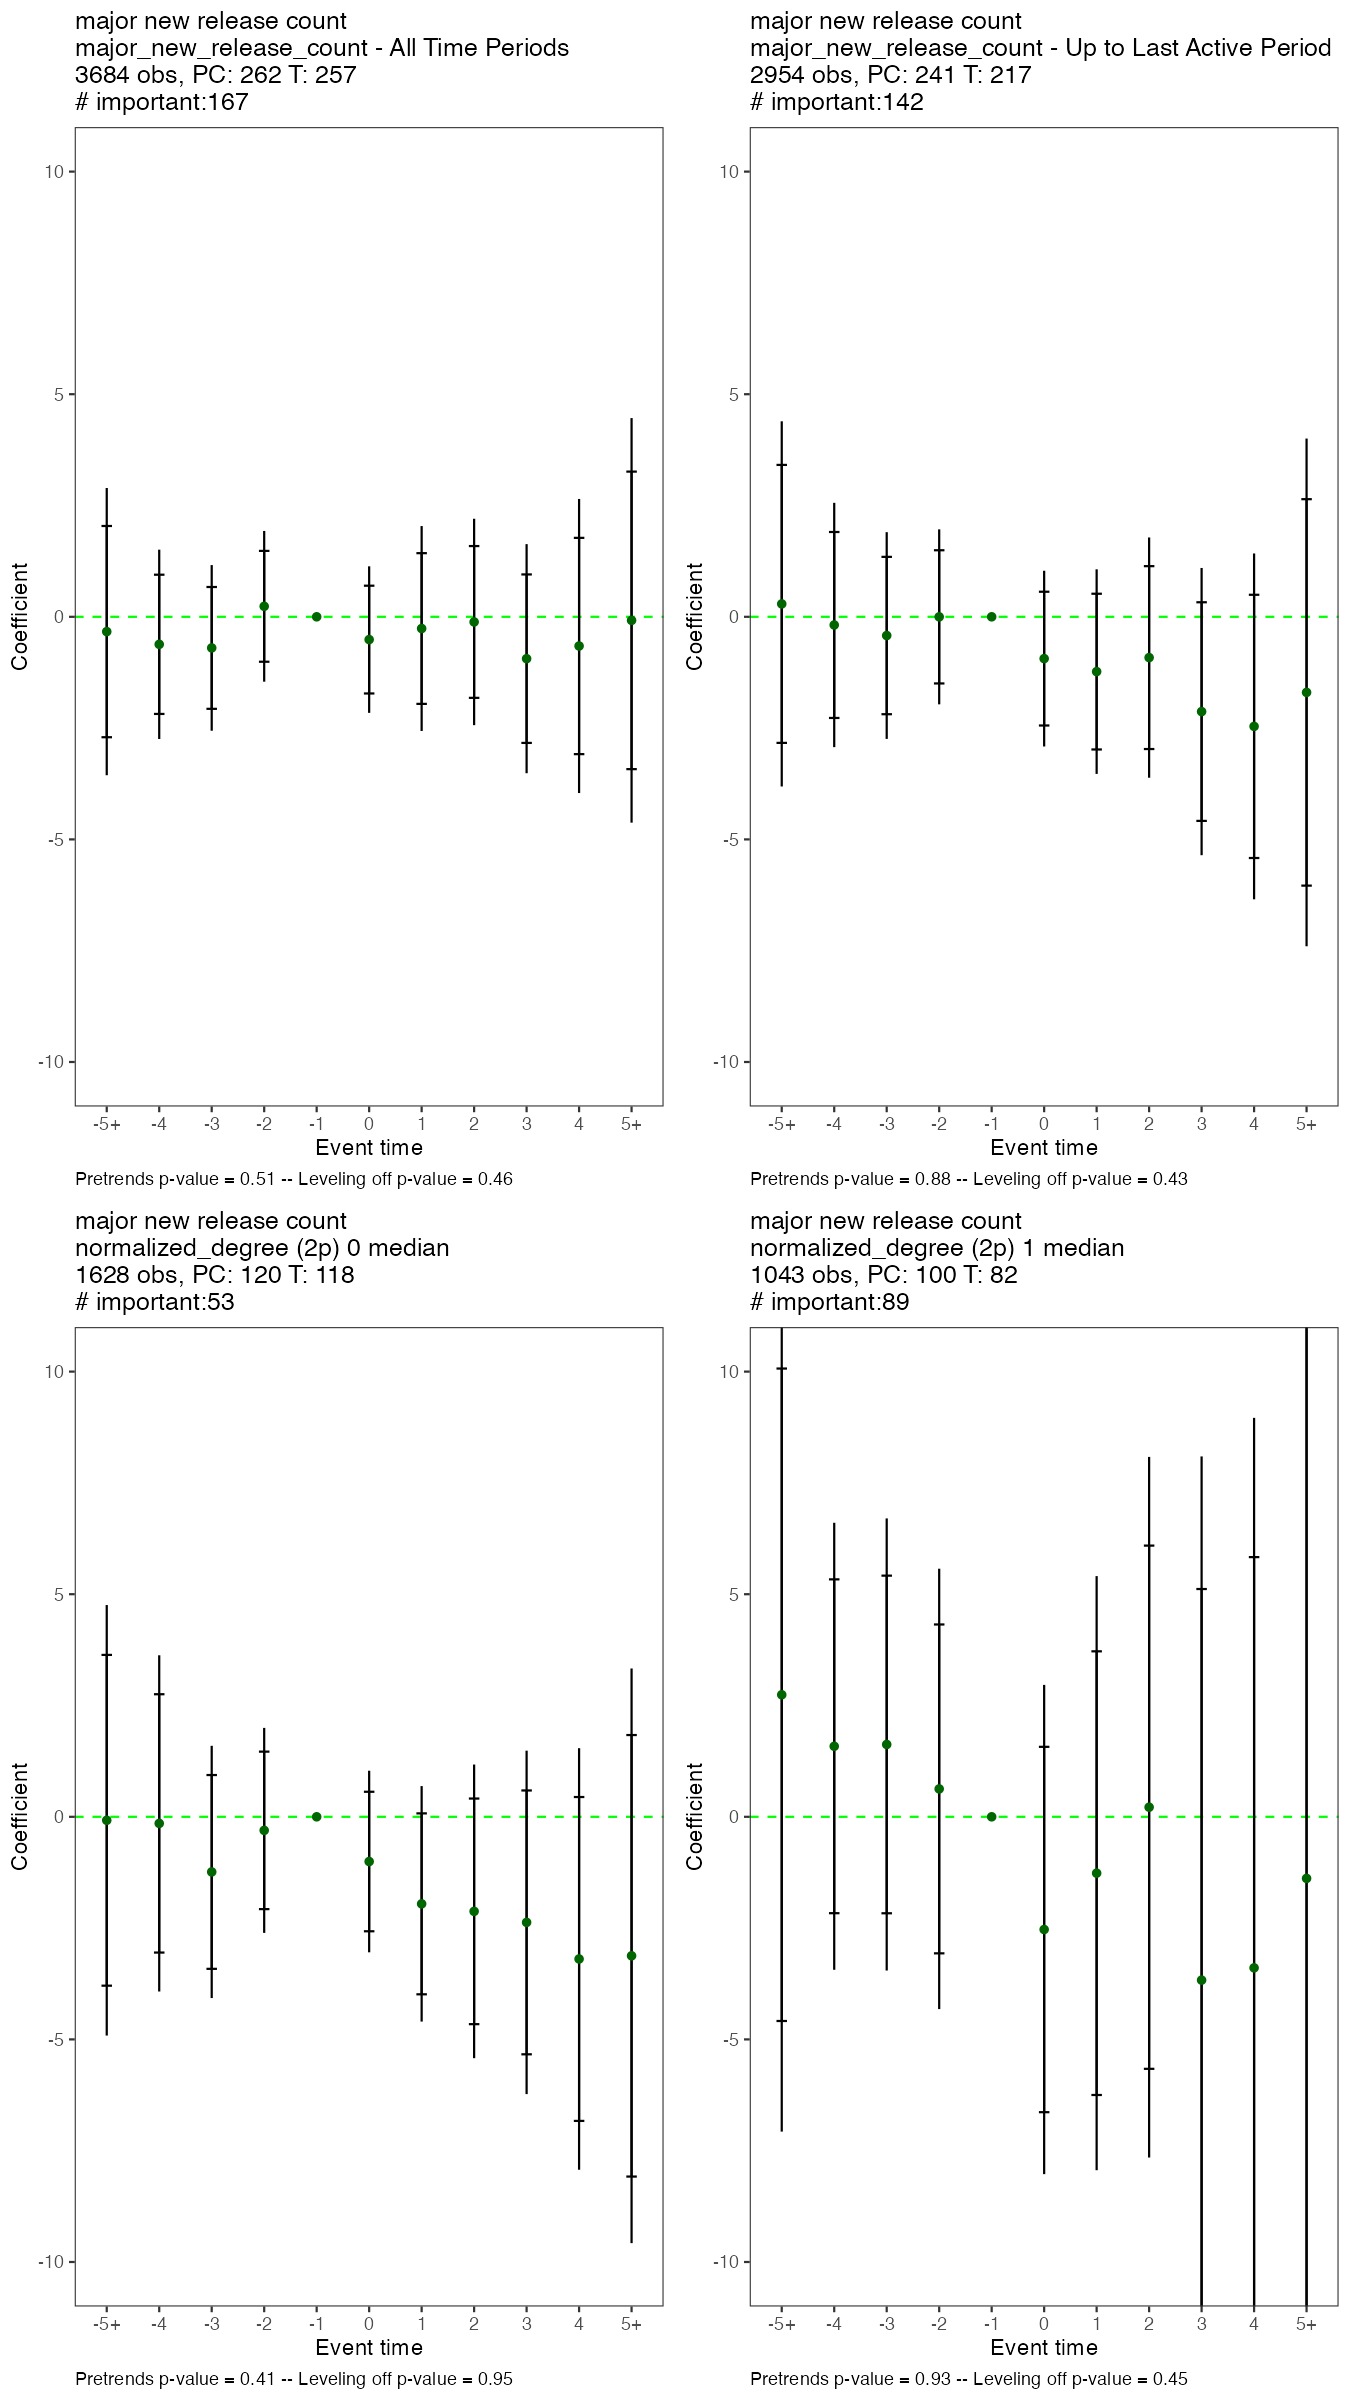 major new release count
major_new_release_count - All Time Periods
3684 obs, PC: 262 T: 257
# important:167
10
5
0
-5
-10
Coefficient
-5+ -4 -3 -2 -1 0 1 2 3 4 5+
Event time
Pretrends p-value = 0.51 -- Leveling off p-value = 0.46
major new release count
major_new_release_count - Up to Last Active Period
2954 obs, PC: 241 T: 217
# important:142
10
5
0
-5
-10
Coefficient
-5+ -4 -3 -2 -1 0 1 2 3 4 5+
Event time
Pretrends p-value = 0.88 -- Leveling off p-value = 0.43
major new release count
normalized_degree (2p) 0 median
1628 obs, PC: 120 T: 118
# important:53
10
5
0
-5
-10
Coefficient
-5+ -4 -3 -2 -1 0 1 2 3 4 5+
Event time
Pretrends p-value = 0.41 -- Leveling off p-value = 0.95
major new release count
normalized_degree (2p) 1 median
1043 obs, PC: 100 T: 82
# important:89
10
5
0
-5
-10
Coefficient
-5+ -4 -3 -2 -1 0 1 2 3 4 5+
Event time
Pretrends p-value = 0.93 -- Leveling off p-value = 0.45